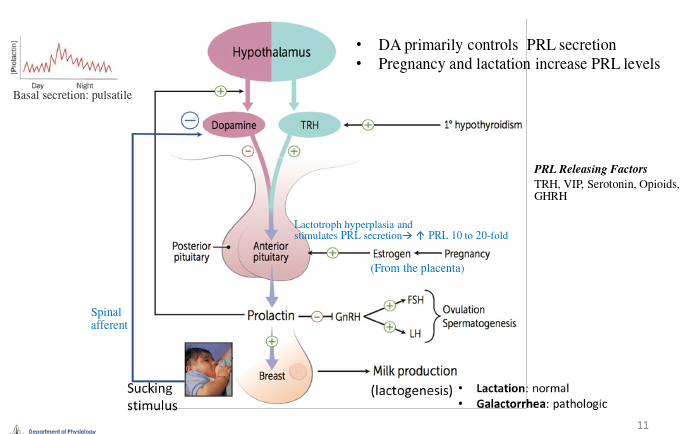 Hypothalamus
• DA primarily controls PRL secretion
• Pregnancy and lactation increase PRL levels
[Prolactin]
Day Night
Basal secretion: pulsatile
+
−
Dopamine
TRH
+
1° hypothyroidism
−
+
PRL Releasing Factors
TRH, VIP, Serotonin, Opioids,
GHRH
Lactotroph hyperplasia and
stimulates PRL secretion→ ↑ PRL 10 to 20-fold
Posterior
pituitary
Anterior
pituitary
+
Estrogen
Pregnancy
(From the placenta)
Spinal
afferent
Prolactin
−
GnRH
+
FSH
+
LH
Ovulation
Spermatogenesis
+
Breast
Milk production
(lactogenesis)
Sucking
stimulus
• Lactation: normal
• Galactorrhea: pathologic
Department of Physiology
11